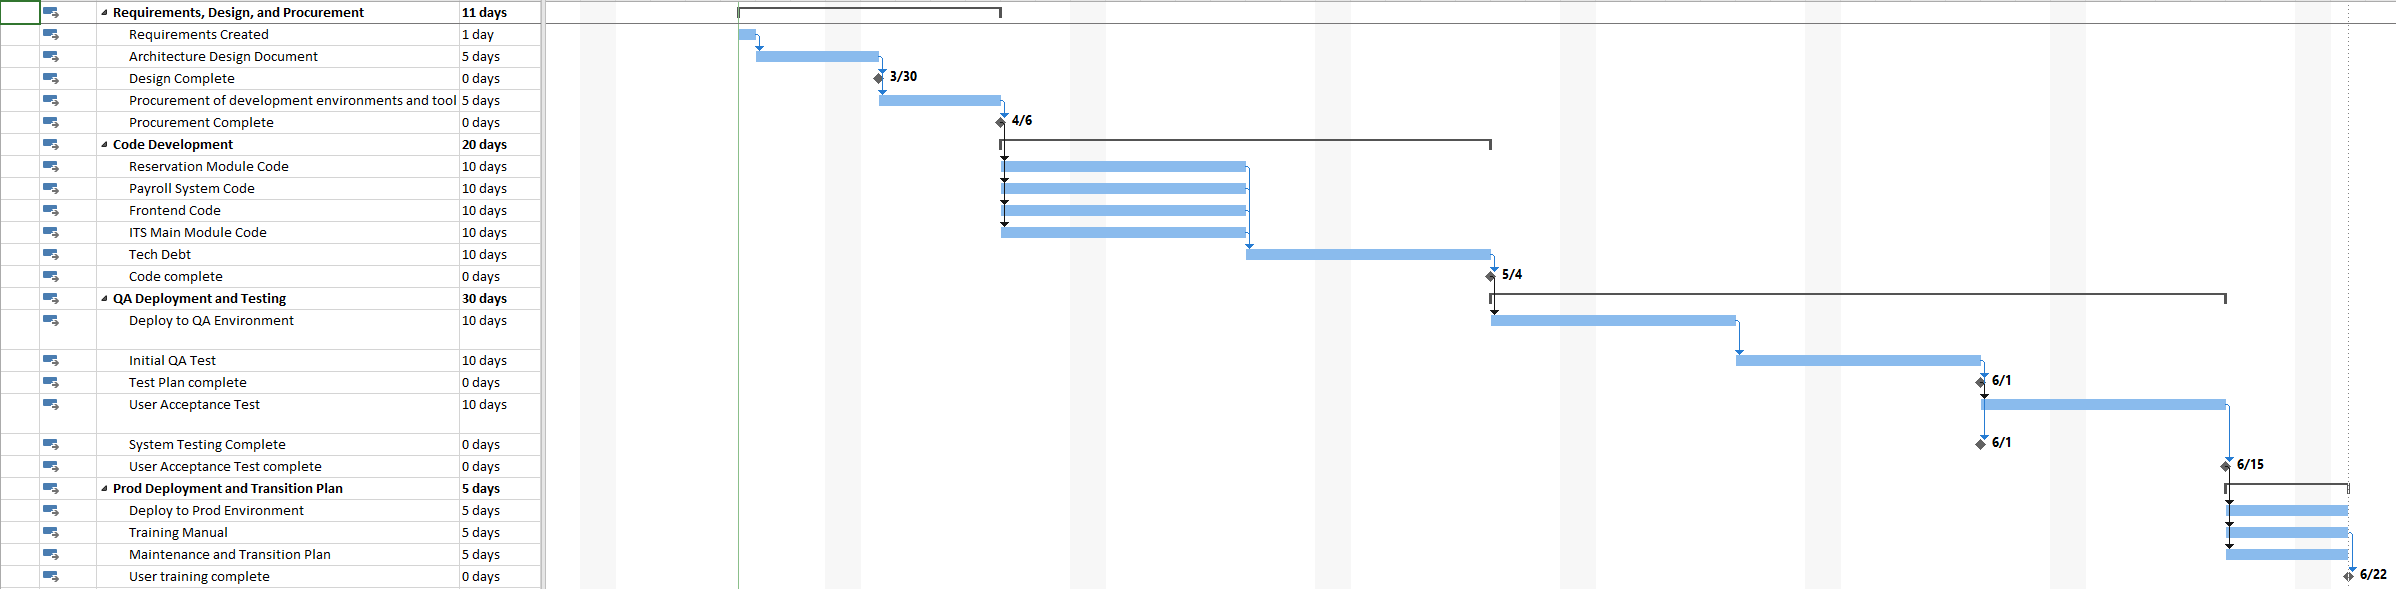 Requirements, Design, and Procurement 11 days
Requirements Created 1 day
Architecture Design Document 5 days
Design Complete 0 days 3/30
Procurement of development environments and tool 5 days
Procurement Complete 0 days 4/6
Code Development 20 days
Reservation Module Code 10 days
Payroll System Code 10 days
Frontend Code 10 days
ITS Main Module Code 10 days
Tech Debt 10 days
Code complete 0 days 5/4
QA Deployment and Testing 30 days
Deploy to QA Environment 10 days
Initial QA Test 10 days
Test Plan complete 0 days 6/1
User Acceptance Test 10 days
System Testing Complete 0 days 6/1
User Acceptance Test complete 0 days 6/15
Prod Deployment and Transition Plan 5 days
Deploy to Prod Environment 5 days
Training Manual 5 days
Maintenance and Transition Plan 5 days
User training complete 0 days 6/22